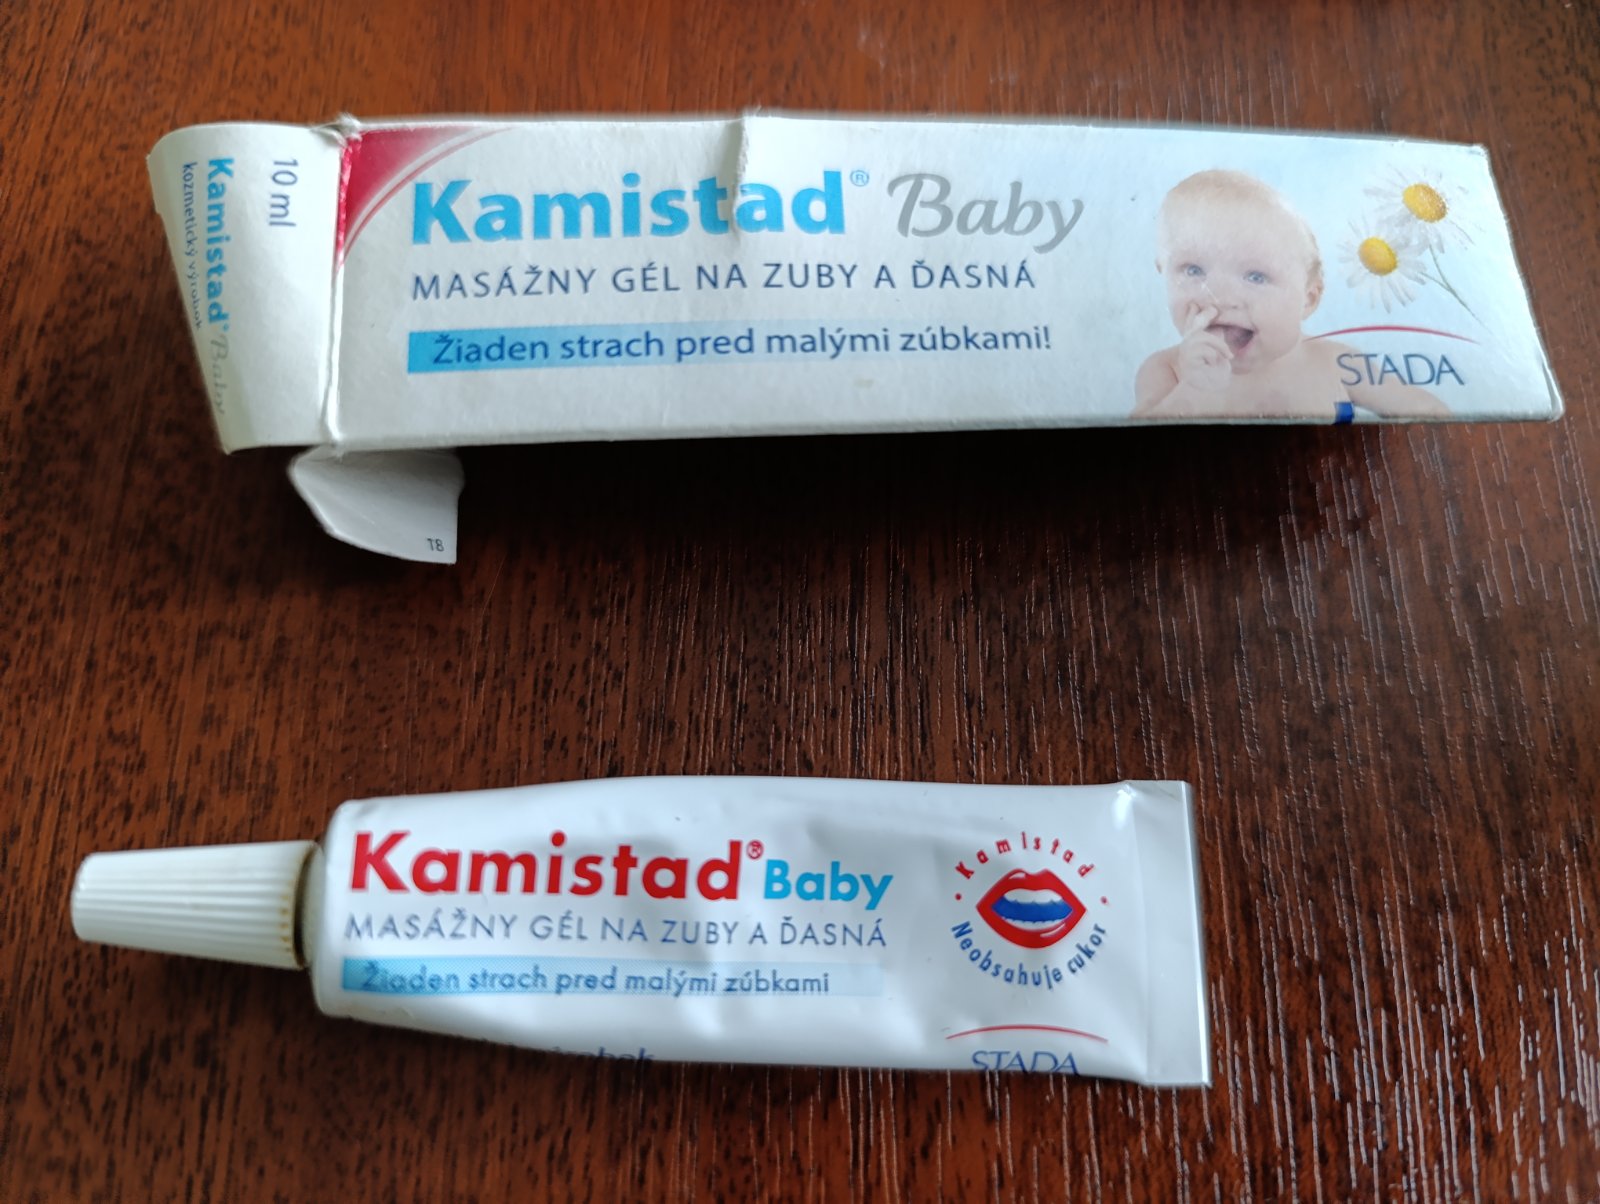 10 ml
Kamistad® Baby
kozmetický výrobok
Kamistad® Baby
MASÁŽNY GÉL NA ZUBY A ĎASNÁ
Žiaden strach pred malými zúbkami!
STADA
18
Kamistad® Baby
MASÁŽNY GÉL NA ZUBY A ĎASNÁ
Žiaden strach pred malými zúbkami
Kamistad
Neobsahuje cukor
STADA